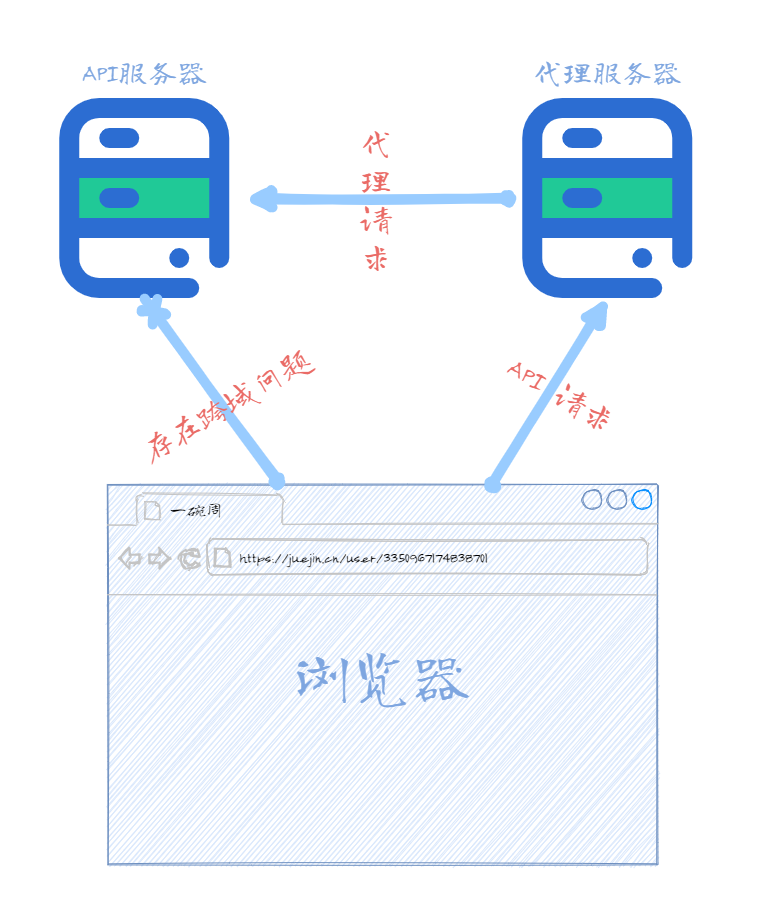 API服务器
代理服务器
代理请求
存在跨域问题
API 请求
一碗周
https://juejin.cn/user/3350967174838701
浏览器